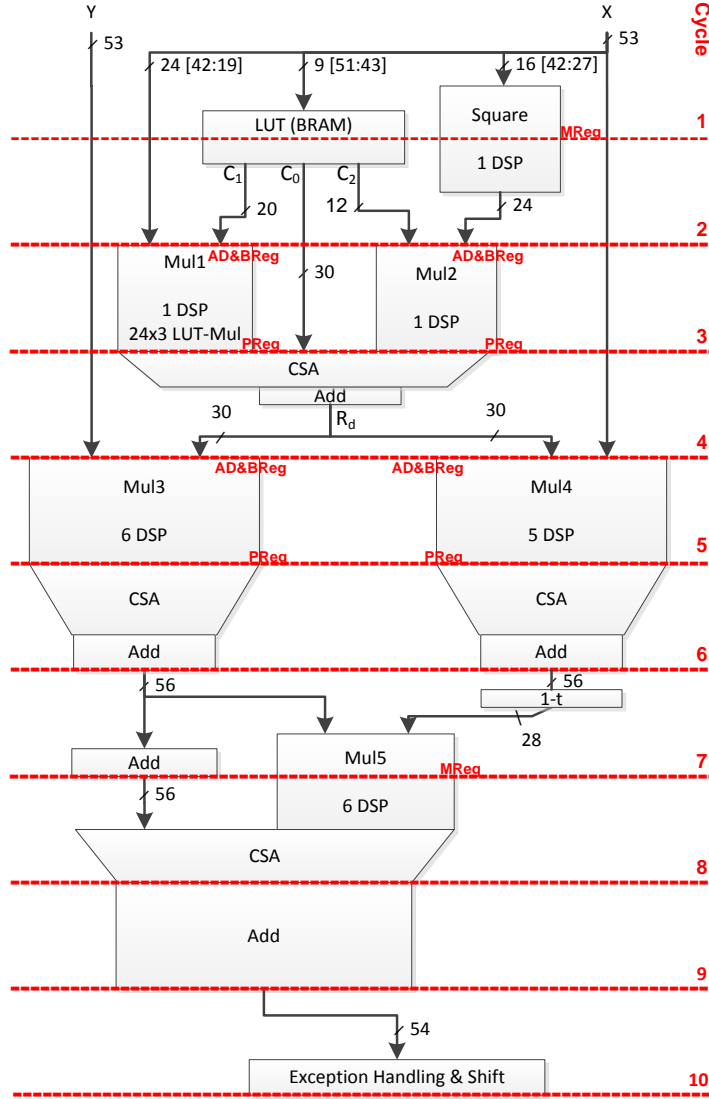 Y
X
Cycle
53
53
24 [42:19]
9 [51:43]
16 [42:27]
LUT (BRAM)
Square
1 DSP
MReg
1
C1
C0
C2
20
12
24
2
Mul1
AD&BReg
1 DSP
24x3 LUT-Mul
PReg
30
Mul2
AD&BReg
1 DSP
PReg
3
CSA
Add
Rd
30
30
4
AD&BReg
AD&BReg
Mul3
6 DSP
PReg
Mul4
5 DSP
PReg
5
CSA
CSA
Add
Add
6
56
56
1-t
28
Add
Mul5
MReg
7
56
6 DSP
CSA
8
Add
9
54
Exception Handling & Shift
10